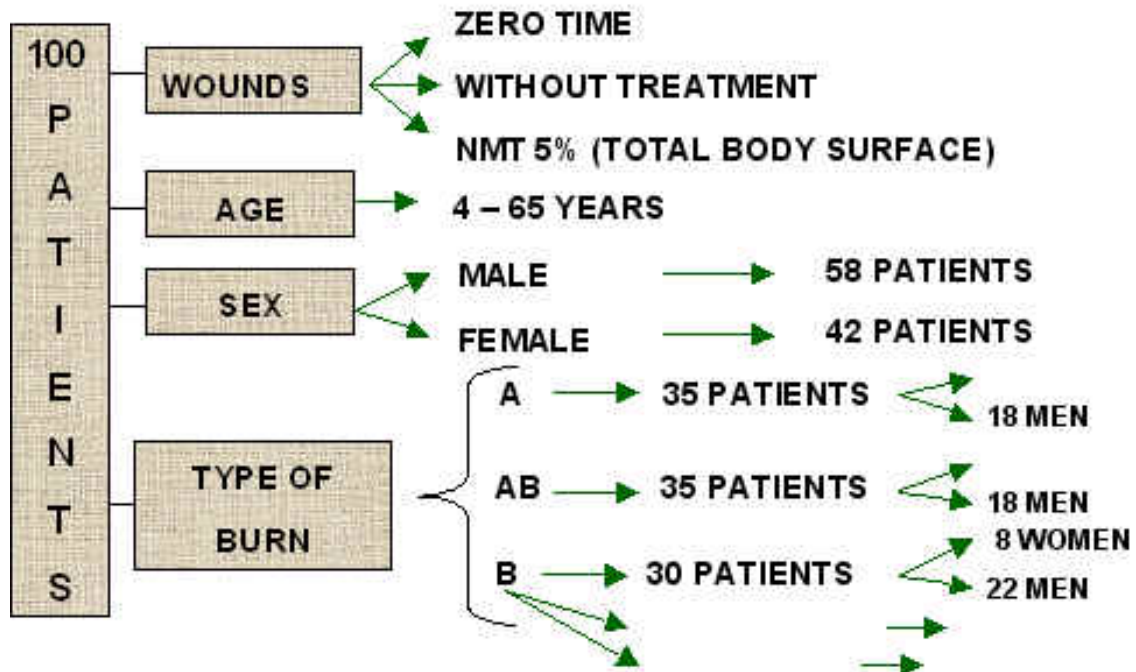 100
PATIENTS
WOUNDS
ZERO TIME
WITHOUT TREATMENT
NMT 5% (TOTAL BODY SURFACE)
AGE
4 – 65 YEARS
SEX
MALE
58 PATIENTS
FEMALE
42 PATIENTS
TYPE OF
BURN
A
35 PATIENTS
18 MEN
AB
35 PATIENTS
18 MEN
B
30 PATIENTS
8 WOMEN
22 MEN